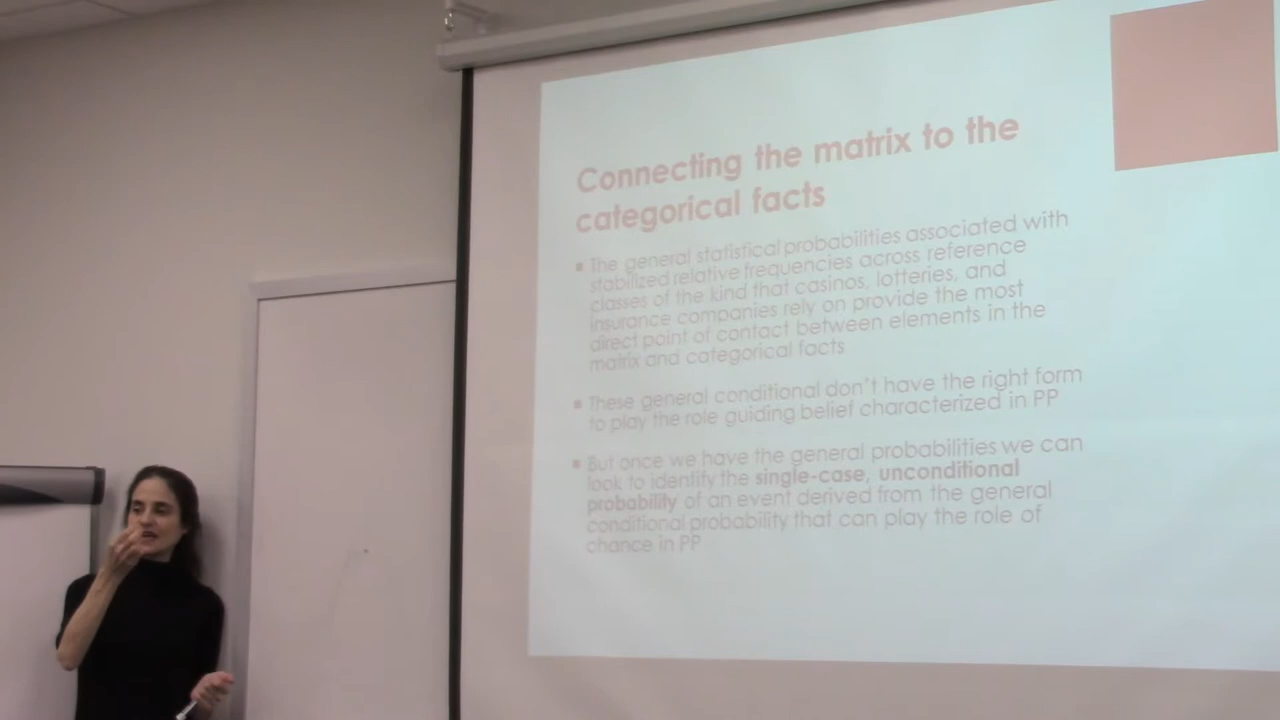 Connecting the matrix to the
categorical facts
▪ The general statistical probabilities associated with
stabilized relative frequencies across reference
classes of the kind that casinos, lotteries, and
insurance companies rely on provide the most
direct point of contact between elements in the
matrix and categorical facts
▪ These general conditional don't have the right form
to play the role guiding belief characterized in PP
▪ But once we have the general probabilities we can
look to identify the single-case, unconditional
probability of an event derived from the general
conditional probability that can play the role of
chance in PP